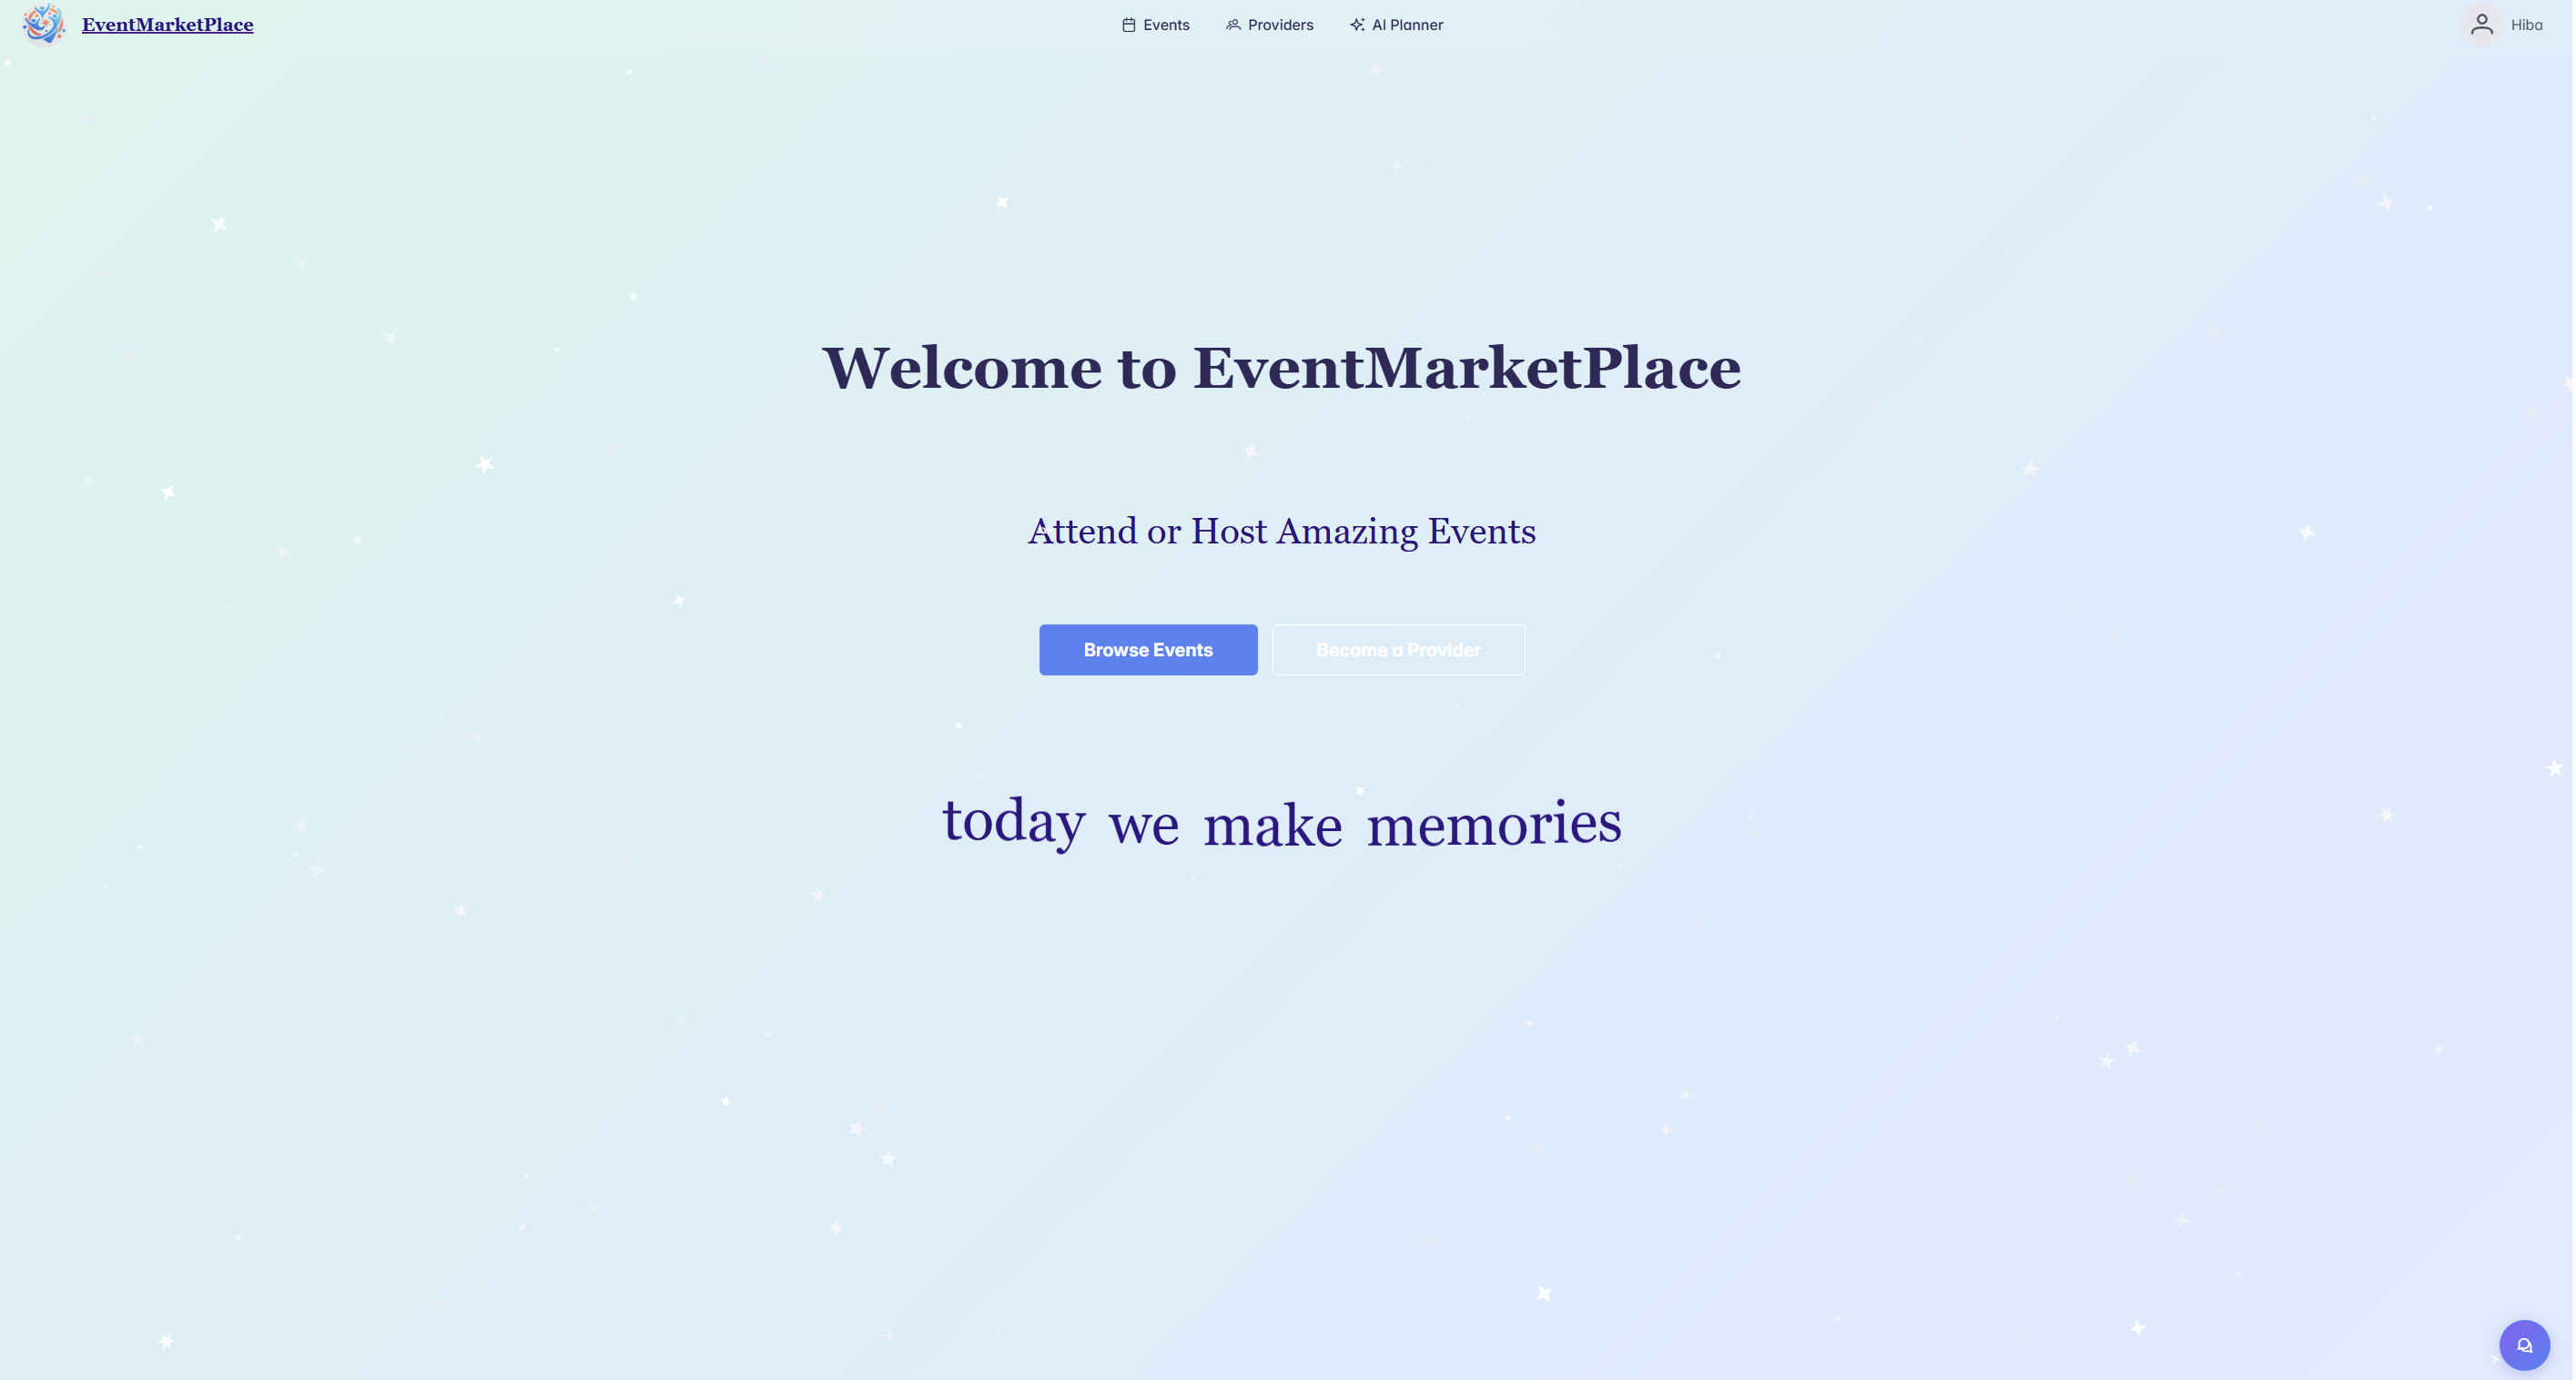 EventMarketPlace
Events Providers AI Planner
Hiba
Welcome to EventMarketPlace
Attend or Host Amazing Events
Browse Events Become a Provider
today we make memories